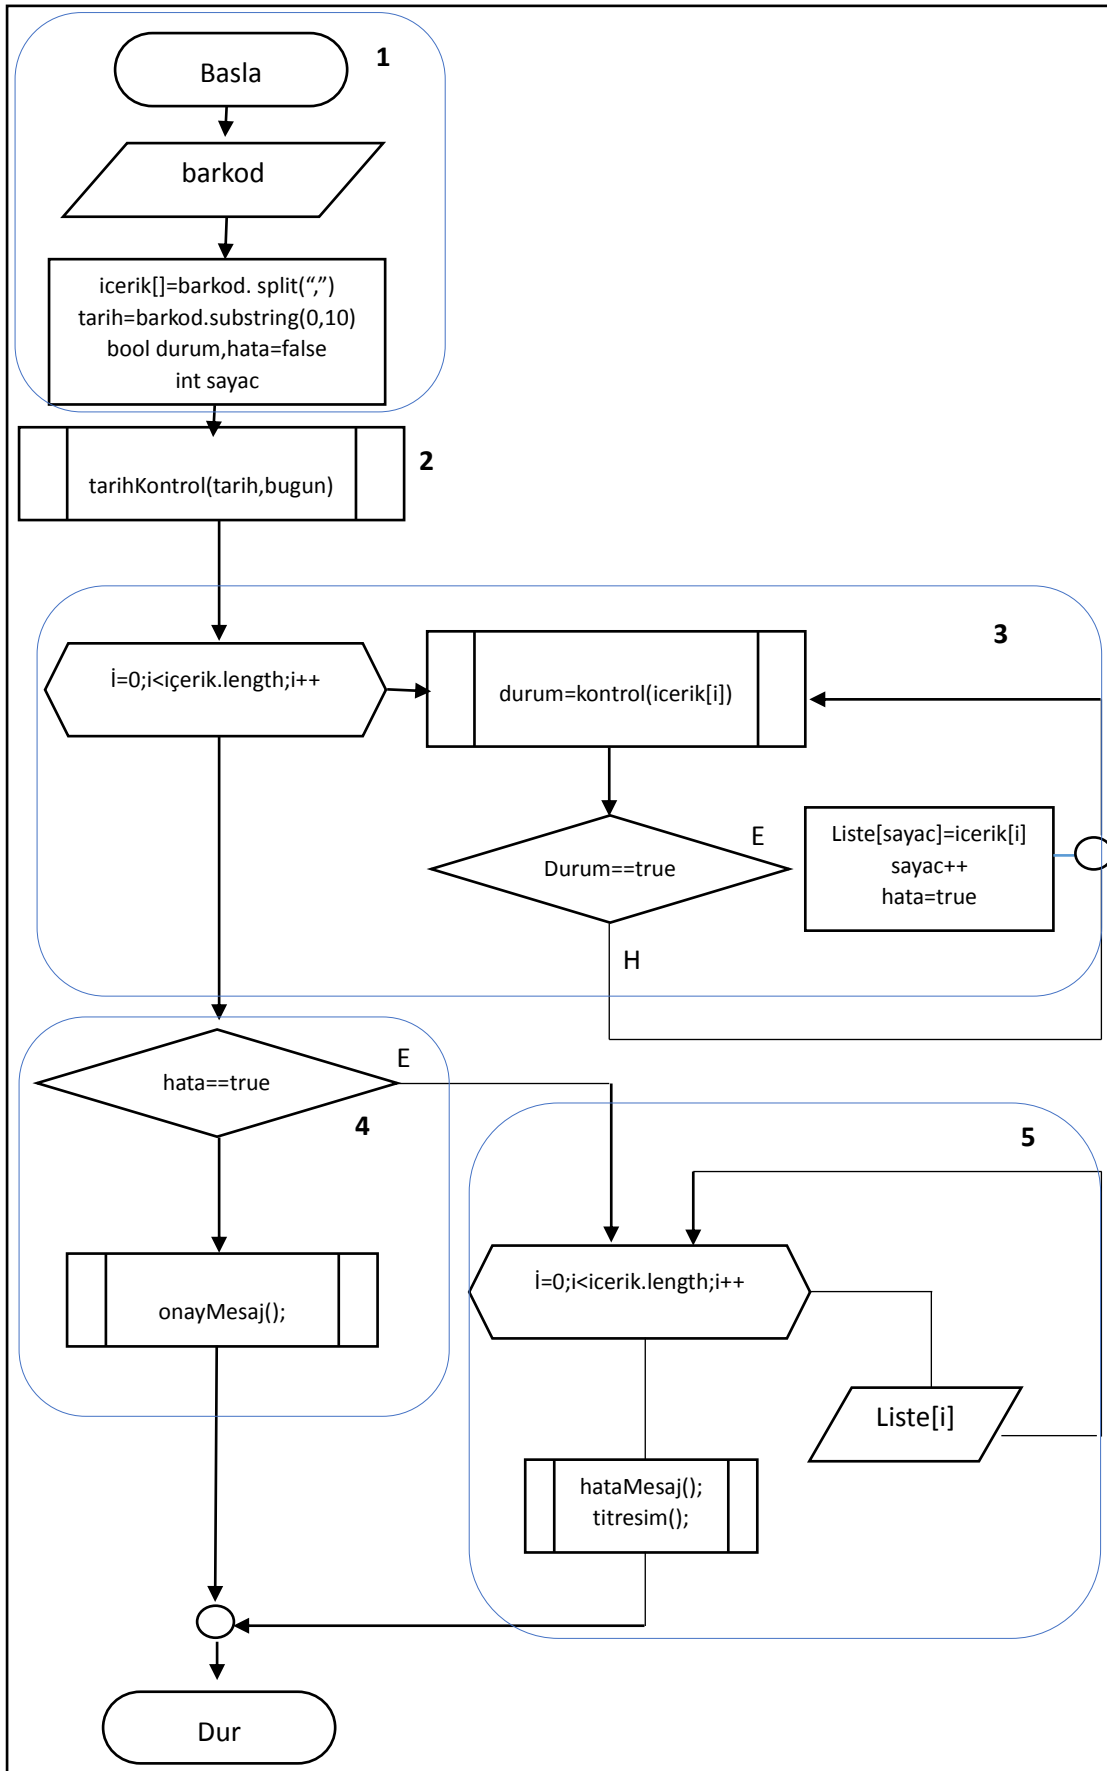 1
Basla
barkod
icerik[]=barkod. split(“,”)
tarih=barkod.substring(0,10)
bool durum,hata=false
int sayac
2
tarihKontrol(tarih,bugun)
3
İ=0;i<içerik.length;i++
durum=kontrol(icerik[i])
Durum==true
E
Liste[sayac]=icerik[i]
sayac++
hata=true
H
hata==true
E
4
5
onayMesaj();
İ=0;i<icerik.length;i++
Liste[i]
hataMesaj();
titresim();
Dur